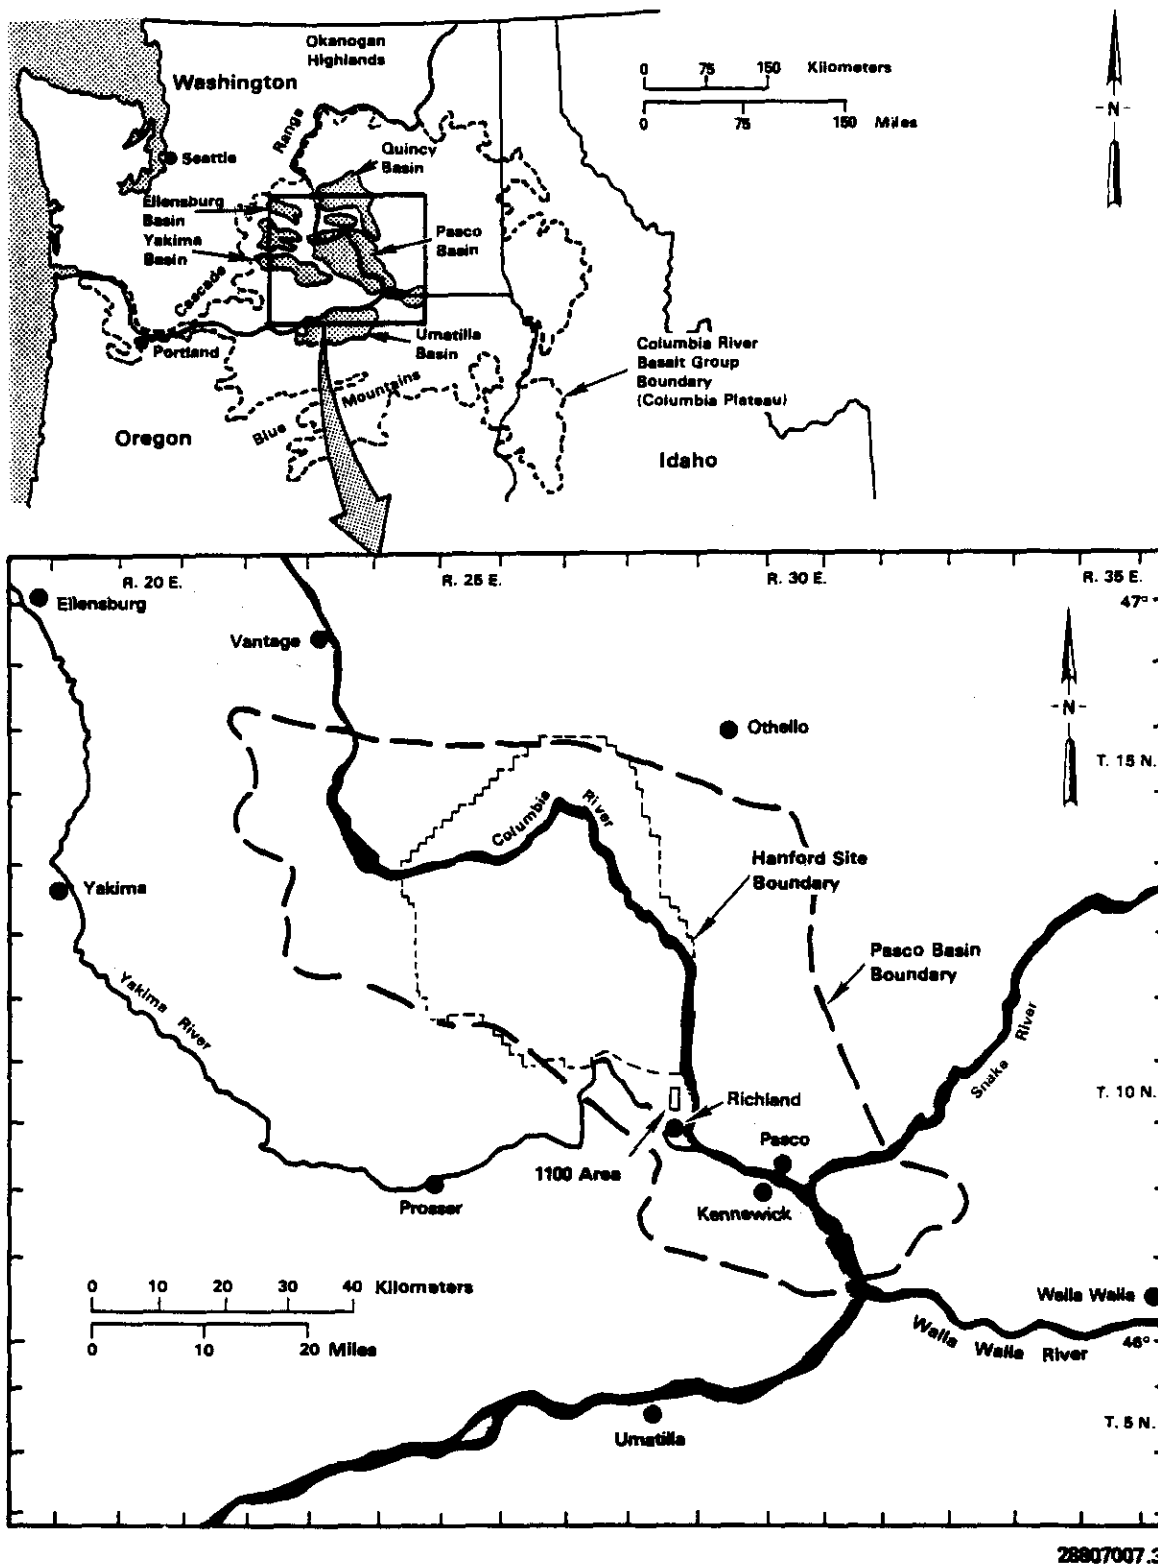 Okanogan
Highlands
Washington
0 75 150 Kilometers
0 75 150 Miles
N
Range
Quincy
Basin
Seattle
Ellensburg
Basin
Yakima
Basin
Pasco
Basin
Cascade
Portland
Umatilla
Basin
Columbia River
Basalt Group
Boundary
(Columbia Plateau)
Blue Mountains
Oregon
Idaho
R. 20 E. R. 25 E. R. 30 E. R. 35 E.
47°
Ellensburg
Vantage
N
Othello
T. 15 N.
Columbia River
Hanford Site
Boundary
Yakima
Pasco Basin
Boundary
Yakima River
Snake River
T. 10 N.
Richland
Pasco
1100 Area
Prosser
Kennewick
0 10 20 30 40 Kilometers
0 10 20 Miles
Walla Walla
46°
Walla Walla River
T. 5 N.
Umatilla
28807007.3